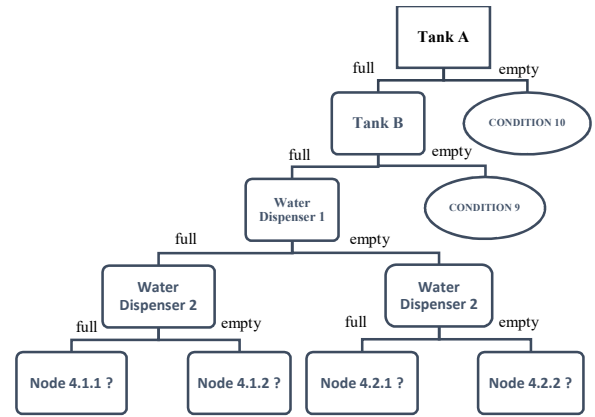 Tank A
full
empty
Tank B
CONDITION 10
full
empty
Water
Dispenser 1
CONDITION 9
full
empty
Water
Dispenser 2
Water
Dispenser 2
full
empty
full
empty
Node 4.1.1 ?
Node 4.1.2 ?
Node 4.2.1 ?
Node 4.2.2 ?